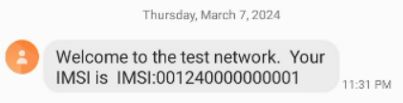 Thursday, March 7, 2024
Welcome to the test network.  Your
IMSI is  IMSI:001240000000001
11:31 PM